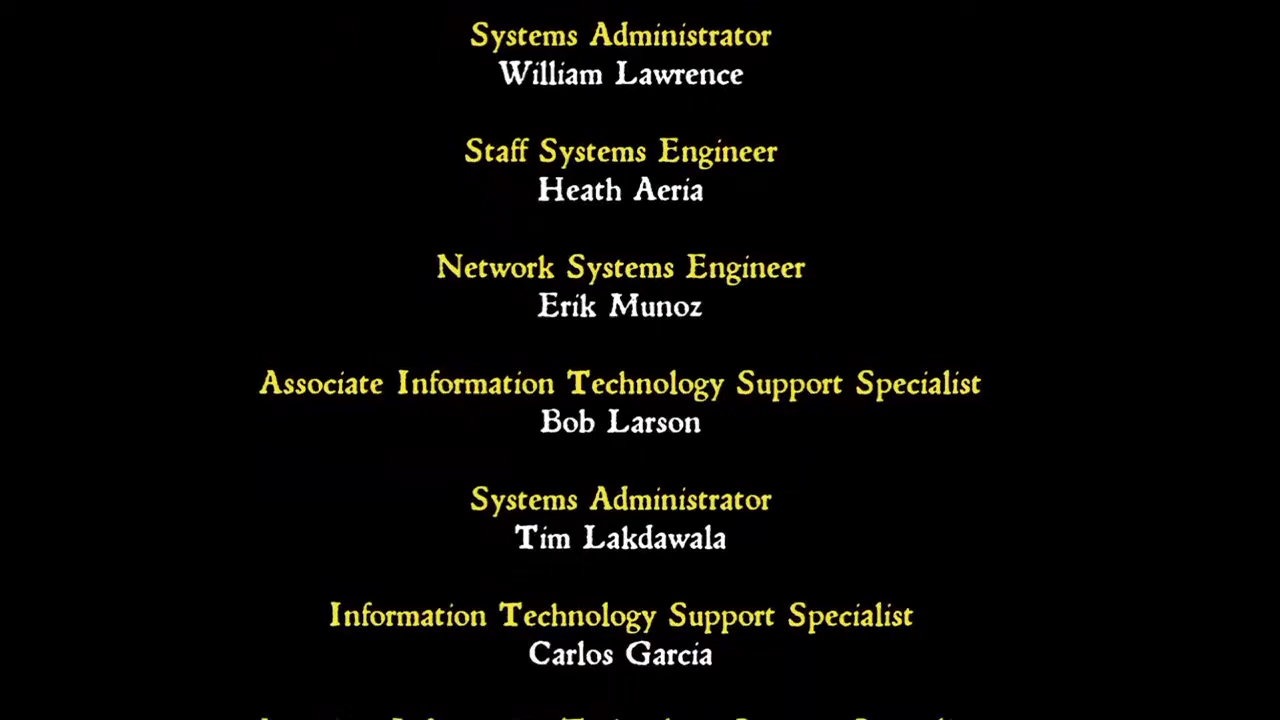 Systems Administrator
William Lawrence
Staff Systems Engineer
Heath Aeria
Network Systems Engineer
Erik Munoz
Associate Information Technology Support Specialist
Bob Larson
Systems Administrator
Tim Lakdawala
Information Technology Support Specialist
Carlos Garcia